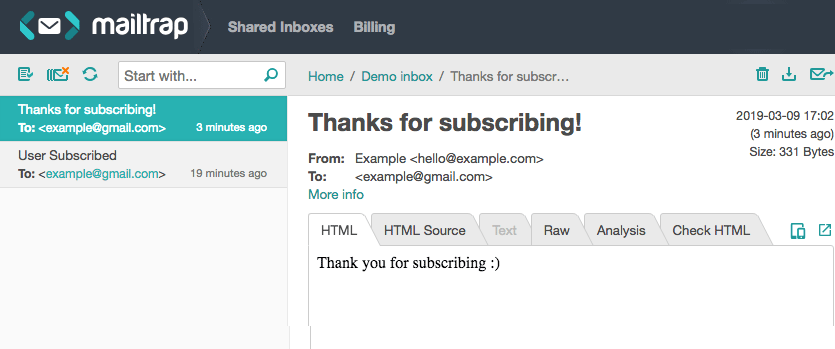 mailtrap
Shared Inboxes
Billing
Start with...
Home / Demo inbox / Thanks for subscr...
Thanks for subscribing!
To: <example@gmail.com> 3 minutes ago
User Subscribed
To: <example@gmail.com> 19 minutes ago
Thanks for subscribing!
2019-03-09 17:02
(3 minutes ago)
Size: 331 Bytes
From: Example <hello@example.com>
To: <example@gmail.com>
More info
HTML
HTML Source
Text
Raw
Analysis
Check HTML
Thank you for subscribing :)